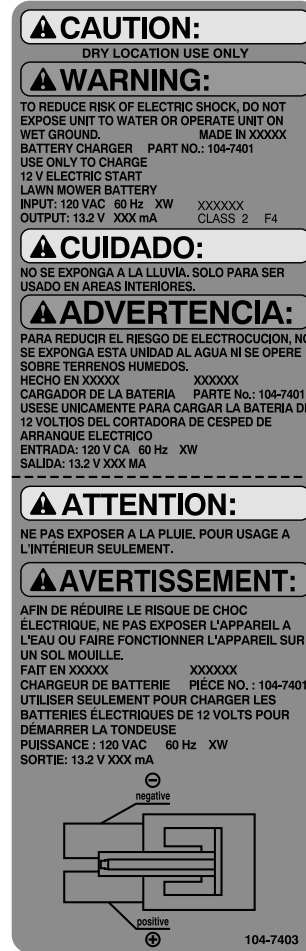 CAUTION:
DRY LOCATION USE ONLY
WARNING:
TO REDUCE RISK OF ELECTRIC SHOCK, DO NOT
EXPOSE UNIT TO WATER OR OPERATE UNIT ON
WET GROUND. MADE IN XXXXX
BATTERY CHARGER PART NO.: 104-7401
USE ONLY TO CHARGE
12 V ELECTRIC START
LAWN MOWER BATTERY
INPUT: 120 VAC 60 Hz XW XXXXXX
OUTPUT: 13.2 V XXX mA CLASS 2 F4
CUIDADO:
NO SE EXPONGA A LA LLUVIA. SOLO PARA SER
USADO EN AREAS INTERIORES.
ADVERTENCIA:
PARA REDUCIR EL RIESGO DE ELECTROCUCION, NO
SE EXPONGA ESTA UNIDAD AL AGUA NI SE OPERE
SOBRE TERRENOS HUMEDOS.
HECHO EN XXXXX XXXXXX
CARGADOR DE LA BATERIA PARTE No.: 104-7401
USESE UNICAMENTE PARA CARGAR LA BATERIA DE
12 VOLTIOS DEL CORTADORA DE CESPED DE
ARRANQUE ELECTRICO
ENTRADA: 120 V CA 60 Hz XW
SALIDA: 13.2 V XXX MA
ATTENTION:
NE PAS EXPOSER A LA PLUIE. POUR USAGE A
L'INTÉRIEUR SEULEMENT.
AVERTISSEMENT:
AFIN DE RÉDUIRE LE RISQUE DE CHOC
ÉLECTRIQUE, NE PAS EXPOSER L'APPAREIL A
L'EAU OU FAIRE FONCTIONNER L'APPAREIL SUR
UN SOL MOUILLE.
FAIT EN XXXXX XXXXXX
CHARGEUR DE BATTERIE PIÉCE NO. : 104-7401
UTILISER SEULEMENT POUR CHARGER LES
BATTERIES ÉLECTRIQUES DE 12 VOLTS POUR
DÉMARRER LA TONDEUSE
PUISSANCE : 120 VAC 60 Hz XW
SORTIE: 13.2 V XXX mA
negative
positive
104-7403